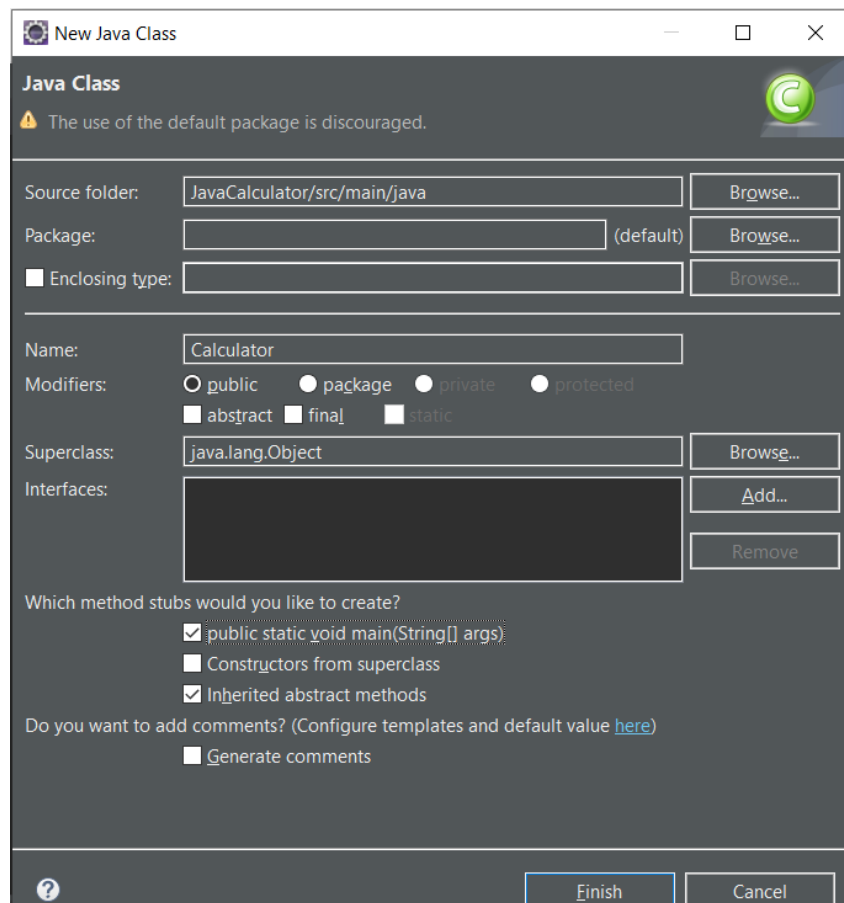 New Java Class
Java Class
The use of the default package is discouraged.
Source folder: JavaCalculator/src/main/java Browse...
Package: (default) Browse...
Enclosing type: Browse...
Name: Calculator
Modifiers: public package private protected
abstract final static
Superclass: java.lang.Object Browse...
Interfaces: Add...
Remove
Which method stubs would you like to create?
public static void main(String[] args)
Constructors from superclass
Inherited abstract methods
Do you want to add comments? (Configure templates and default value here)
Generate comments
? Finish Cancel